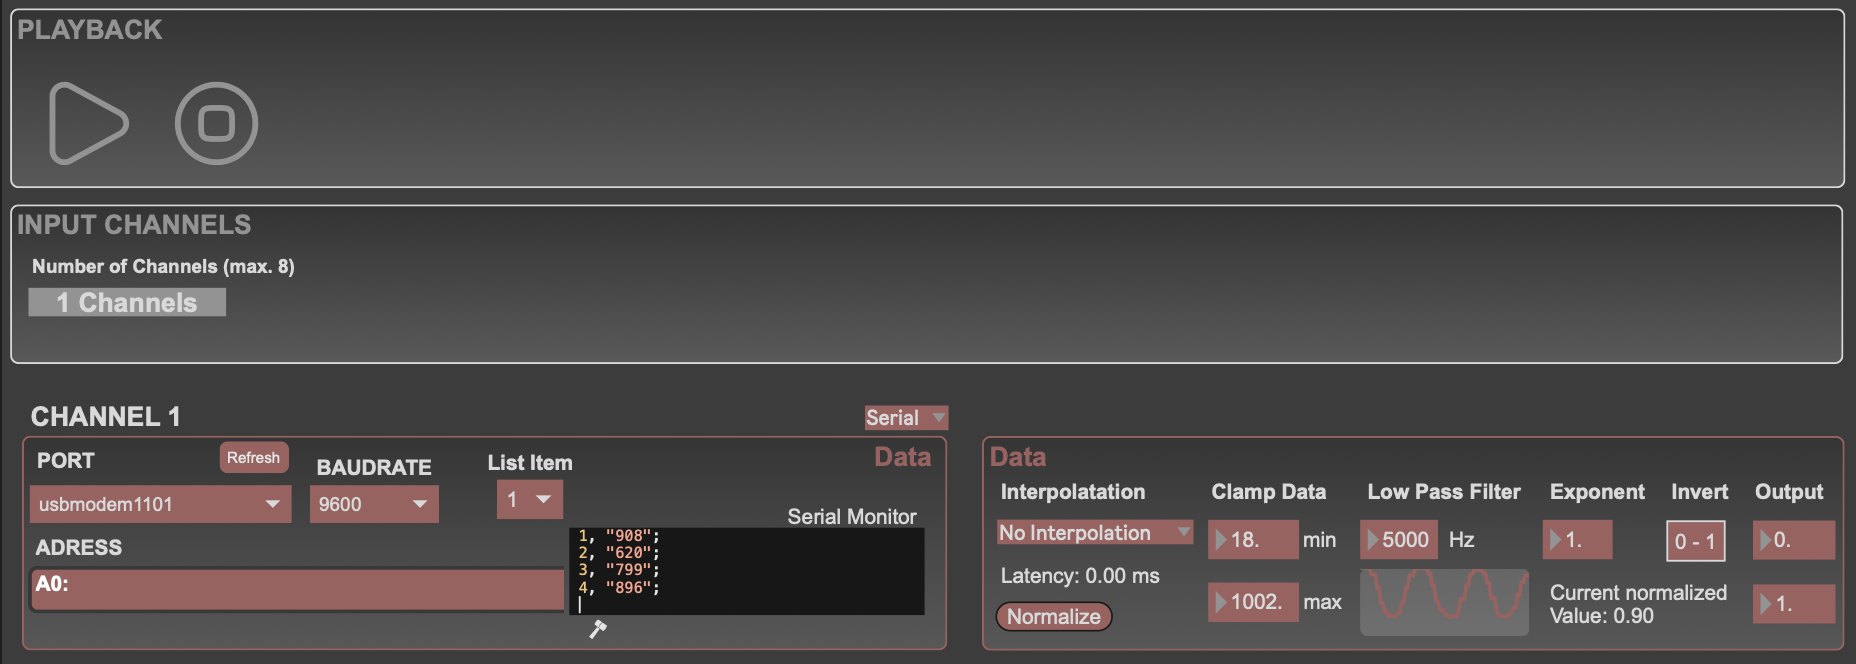 PLAYBACK
INPUT CHANNELS
Number of Channels (max. 8)
1 Channels
CHANNEL 1
Serial
PORT
Refresh
BAUDRATE
List Item
Data
usbmodem1101
9600
1
Serial Monitor
ADRESS
A0:
1, "908";
2, "620";
3, "799";
4, "896";
Data
Interpolatation
Clamp Data
Low Pass Filter
Exponent
Invert
Output
No Interpolation
18. min
5000 Hz
1.
0 - 1
0.
Latency: 0.00 ms
Normalize
1002. max
Current normalized
Value: 0.90
1.